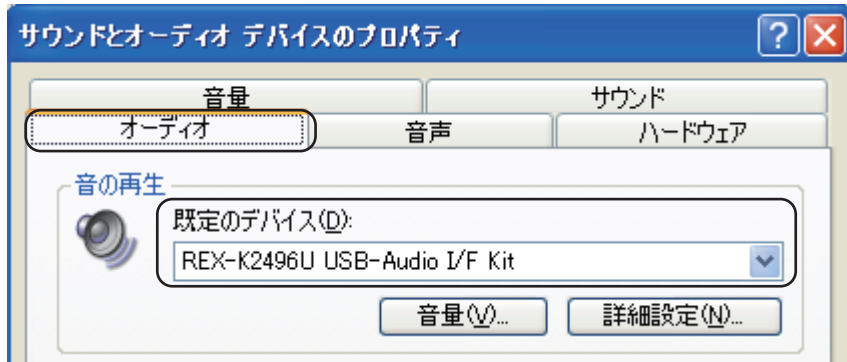 サウンドとオーディオ デバイスのプロパティ
音量 サウンド
オーディオ 音声 ハードウェア
音の再生
既定のデバイス(D):
REX-K2496U USB-Audio I/F Kit
音量(V)... 詳細設定(N)...